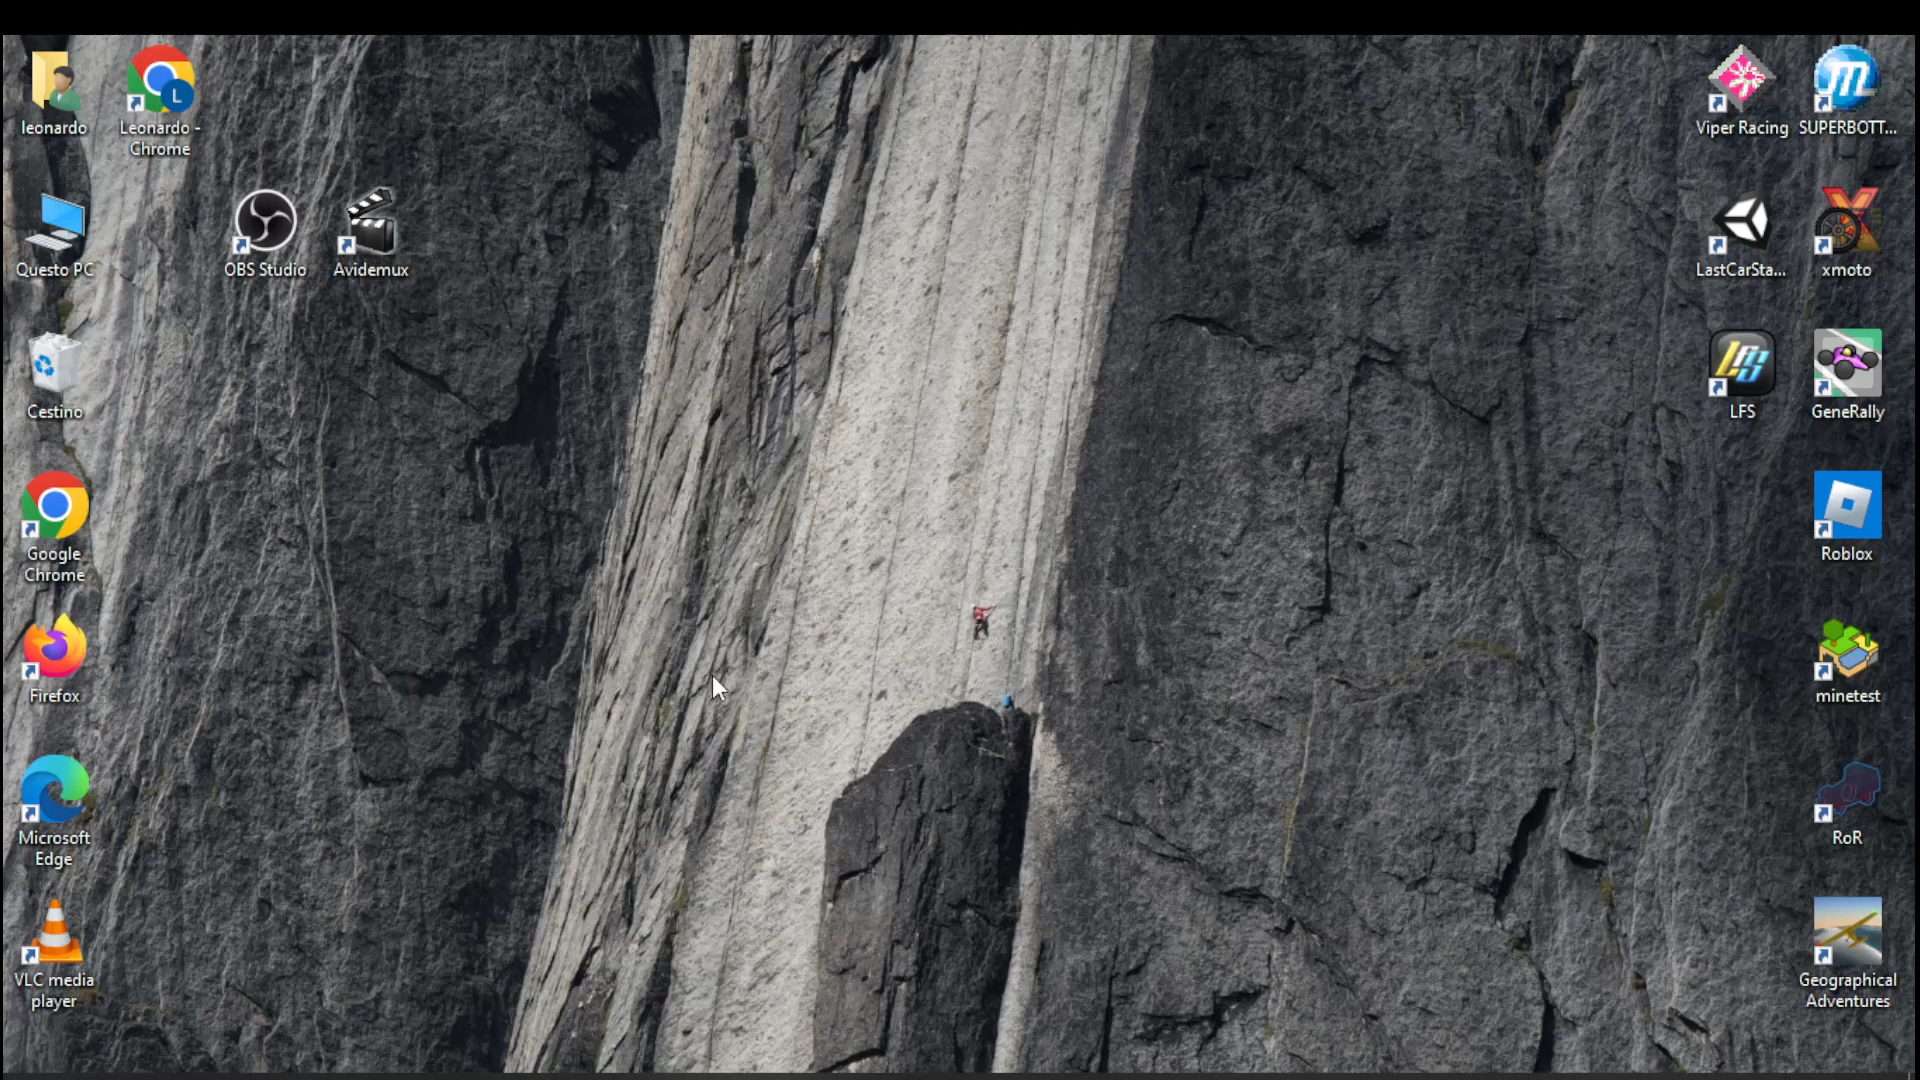 leonardo
Leonardo -
Chrome
L
Questo PC
OBS Studio
Avidemux
Cestino
Google
Chrome
Firefox
Microsoft
Edge
VLC media
player
Viper Racing
m
SUPERBOTT...
LastCarSta...
xmoto
Lfs
LFS
GeneRally
Roblox
minetest
RoR
Geographical
Adventures